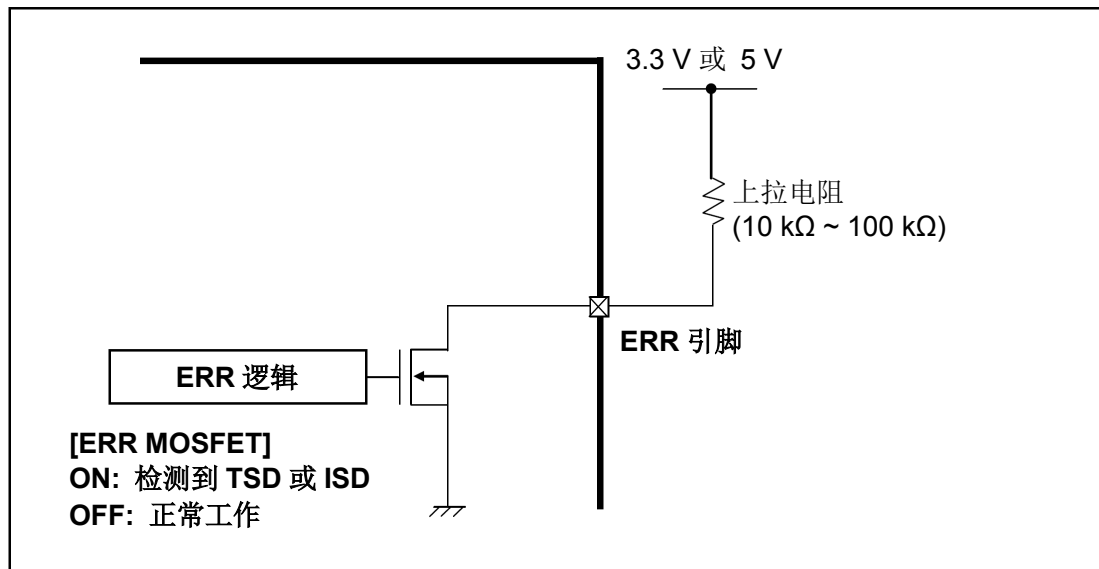 3.3 V 或 5 V
上拉电阻
(10 kΩ ~ 100 kΩ)
ERR 引脚
ERR 逻辑
[ERR MOSFET]
ON: 检测到 TSD 或 ISD
OFF: 正常工作